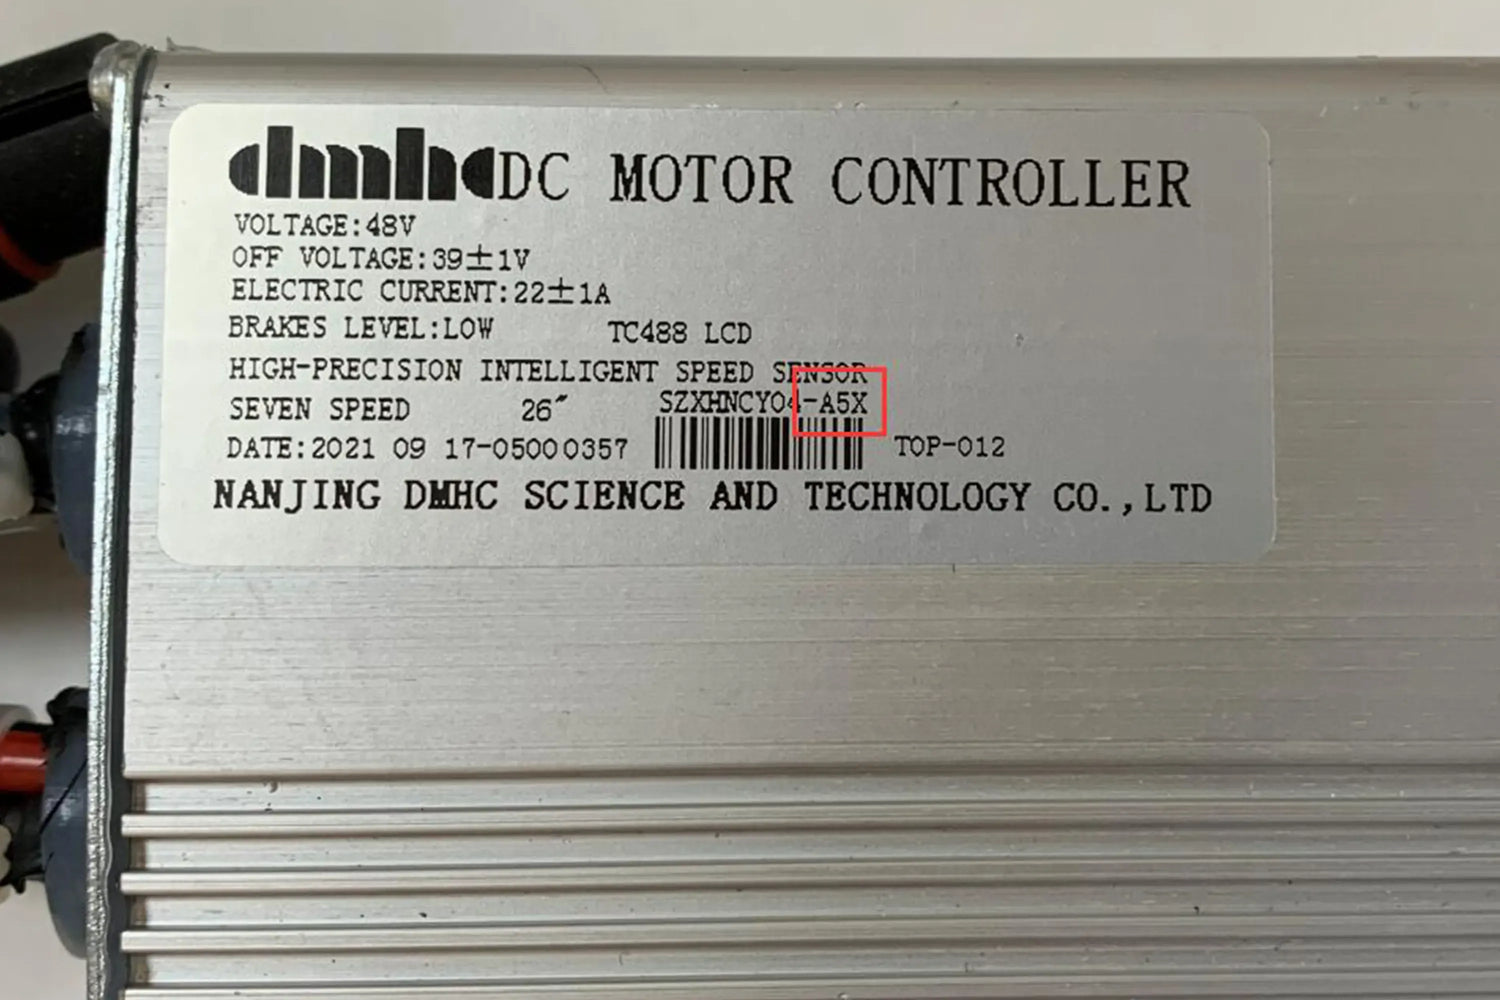 dmhc DC MOTOR CONTROLLER
VOLTAGE:48V
OFF VOLTAGE:39±1V
ELECTRIC CURRENT:22±1A
BRAKES LEVEL:LOW TC488 LCD
HIGH-PRECISION INTELLIGENT SPEED SENSOR
SEVEN SPEED 26″ SZXHNCY04-A5X
DATE:2021 09 17-05000357 TOP-012
NANJING DMHC SCIENCE AND TECHNOLOGY CO.,LTD